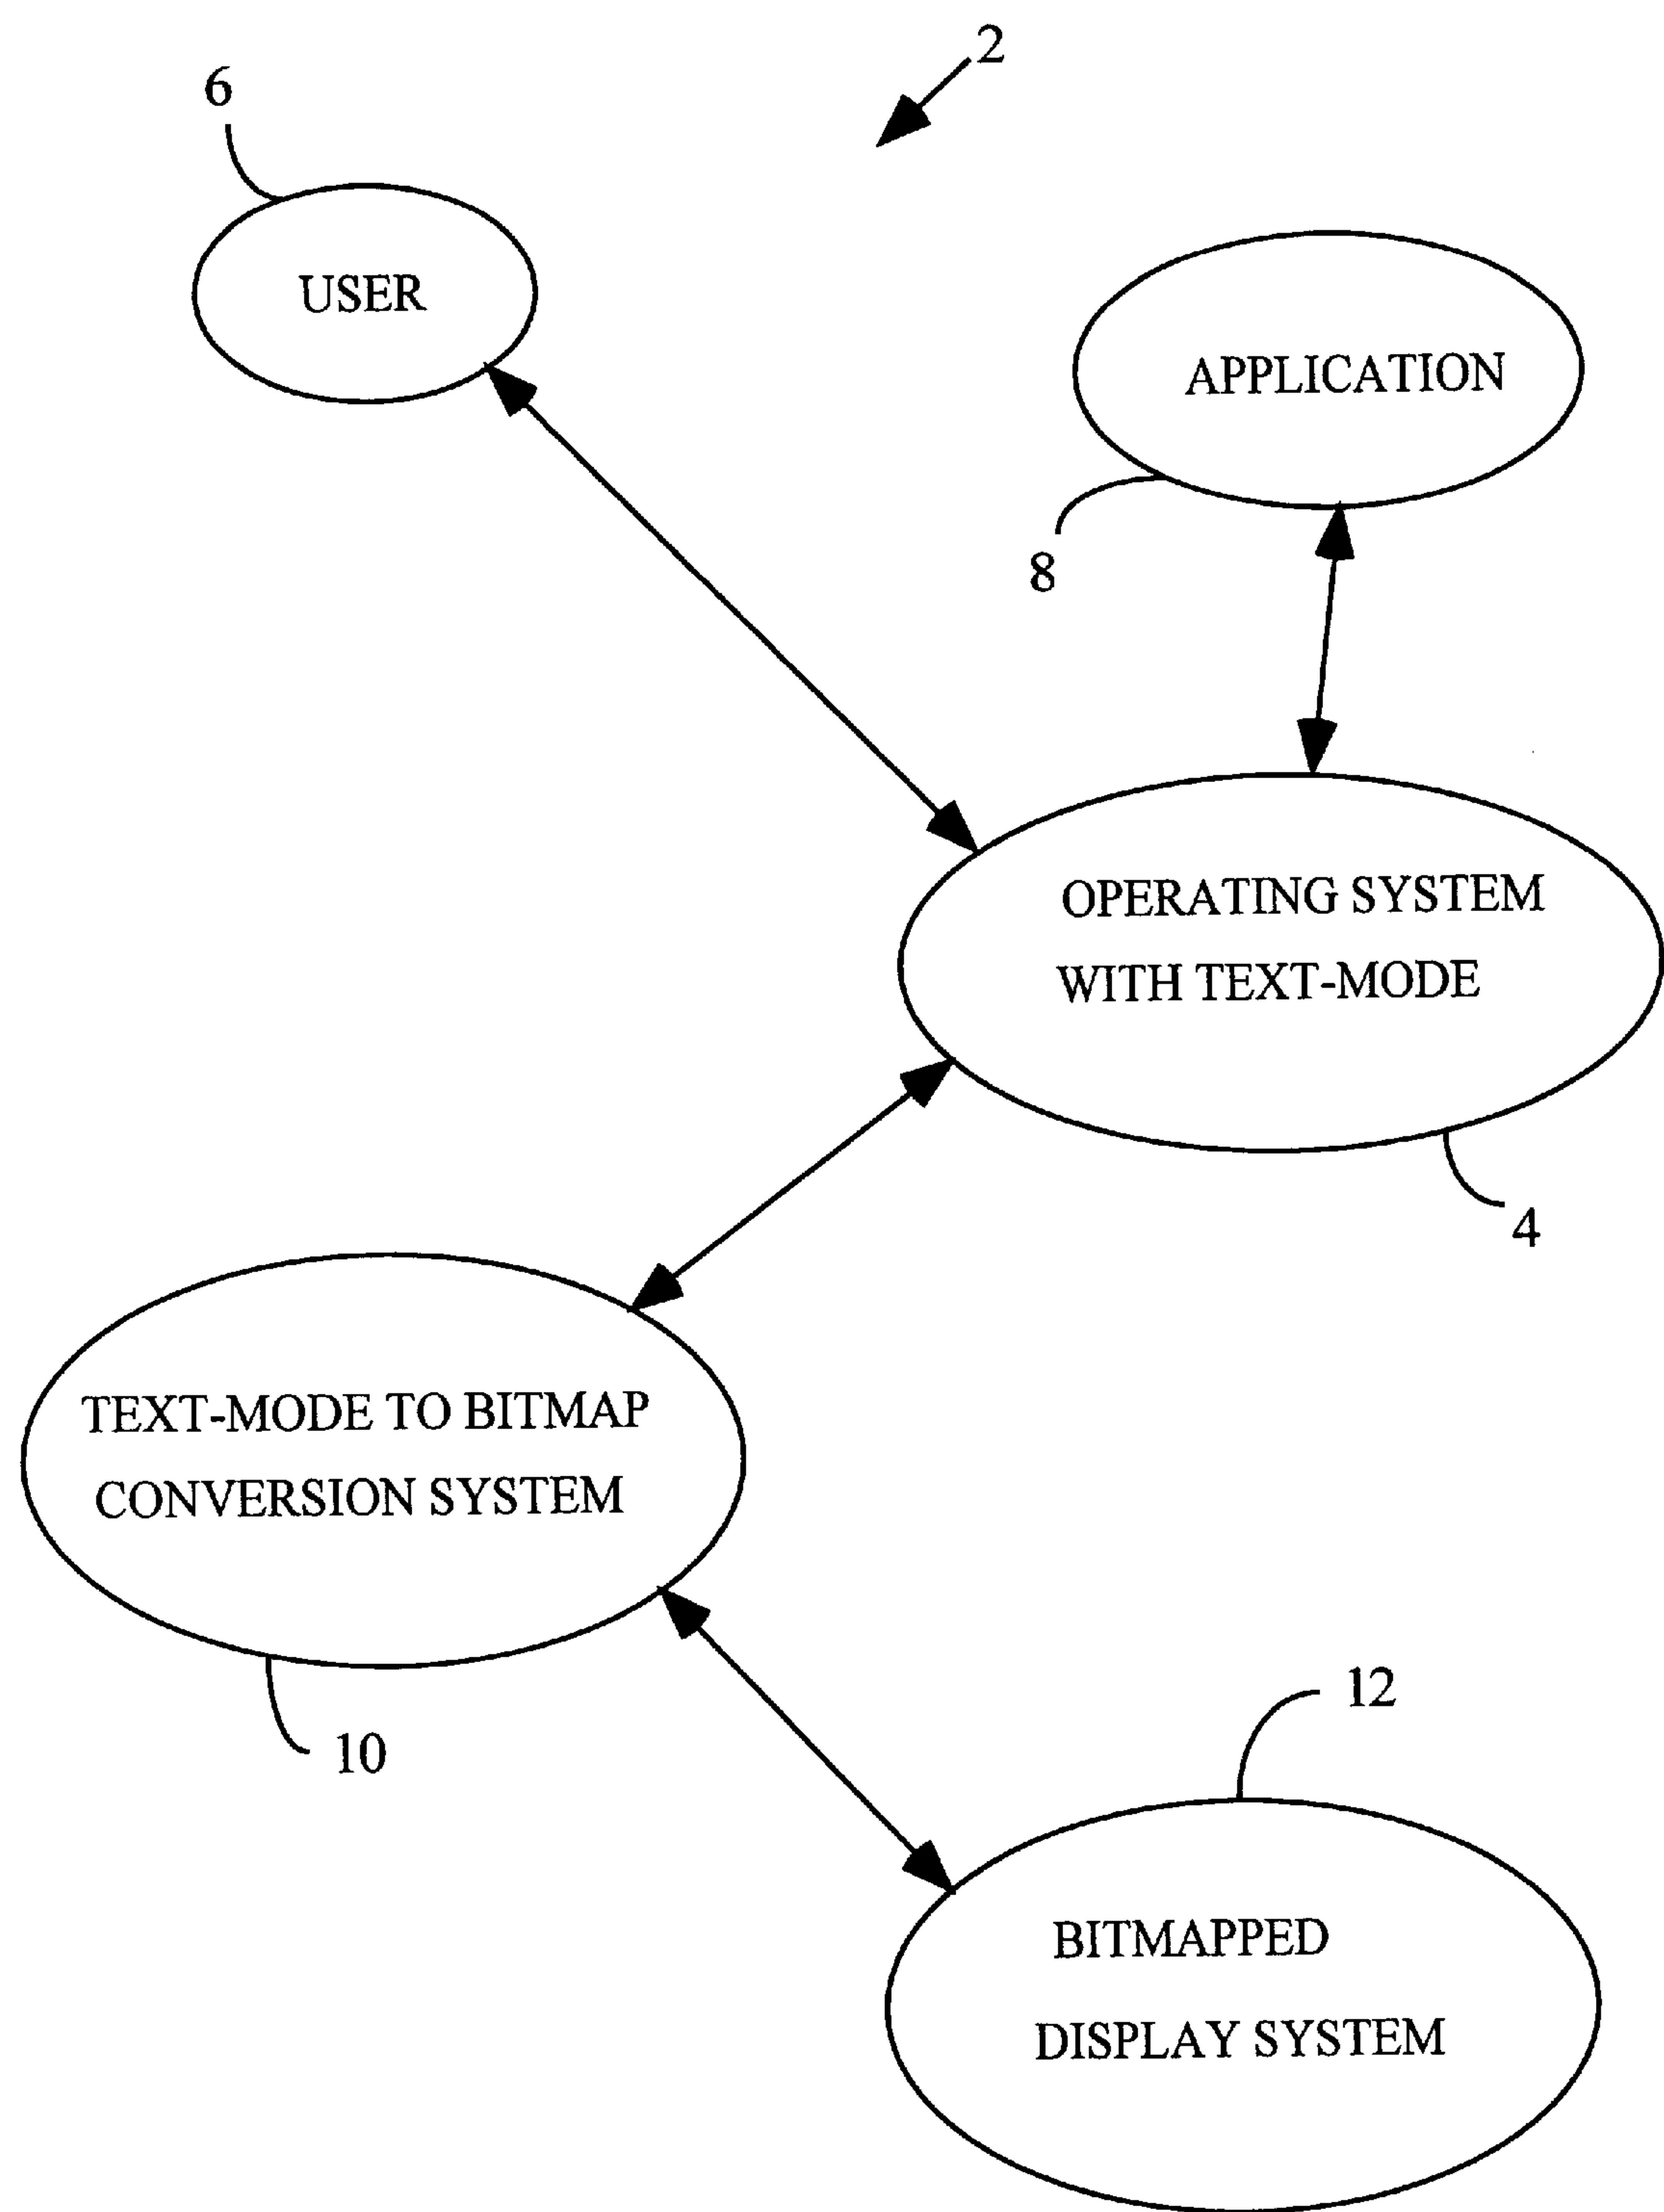 2
6
USER
APPLICATION
8
OPERATING SYSTEM
WITH TEXT-MODE
4
TEXT-MODE TO BITMAP
CONVERSION SYSTEM
10
12
BITMAPPED
DISPLAY SYSTEM